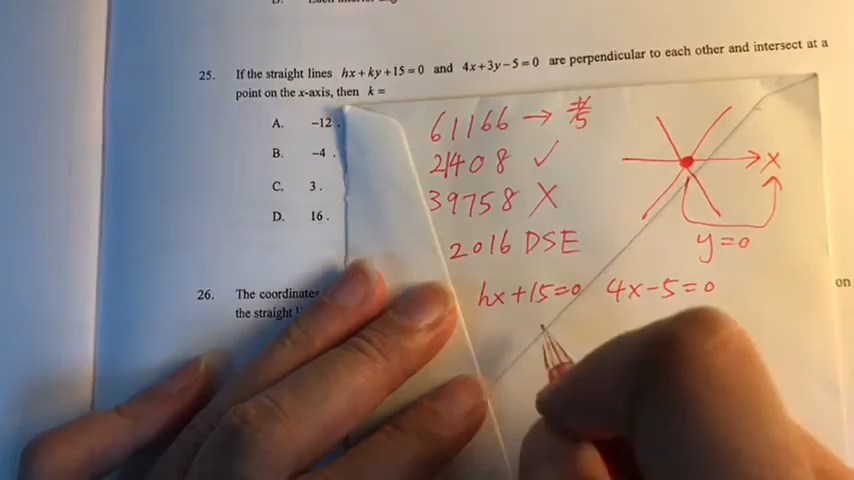 25. If the straight lines hx+ky+15=0 and 4x+3y−5=0 are perpendicular to each other and intersect at a
point on the x-axis, then k =
A. −12 .
B. −4 .
C. 3 .
D. 16 .
61166 → 共
21408 ✓
39758 X
2016 DSE
x
y=0
hx+15=0 4x−5=0
26. The coordinates
the straight
on